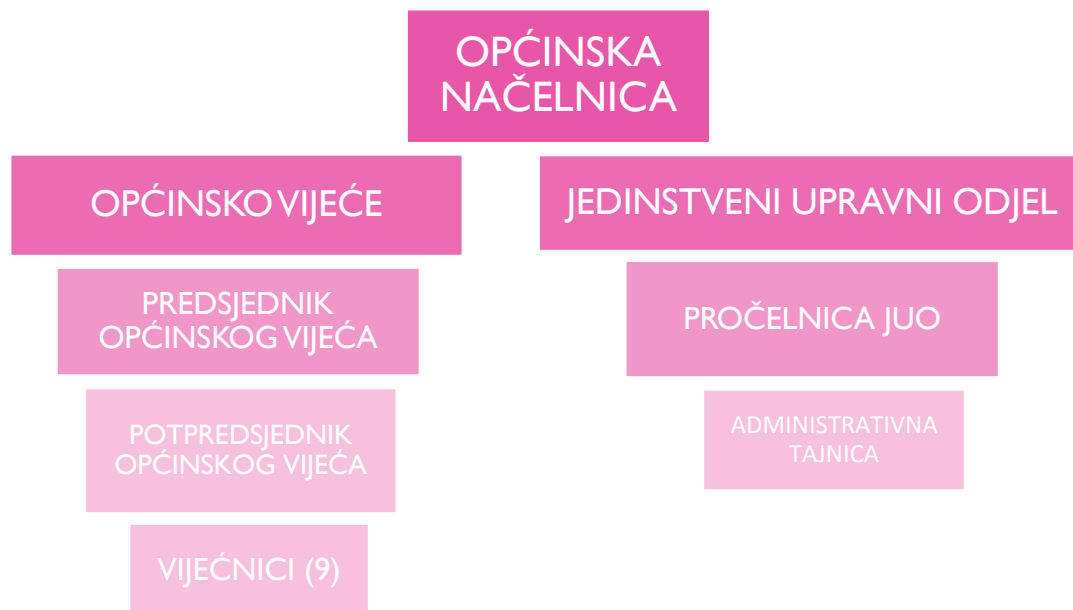 OPĆINSKA
NAČELNICA
OPĆINSKO VIJEĆE
JEDINSTVENI UPRAVNI ODJEL
PREDSJEDNIK
OPĆINSKOG VIJEĆA
PROČELNICA JUO
POTPREDSJEDNIK
OPĆINSKOG VIJEĆA
ADMINISTRATIVNA
TAJNICA
VIJEĆNICI (9)